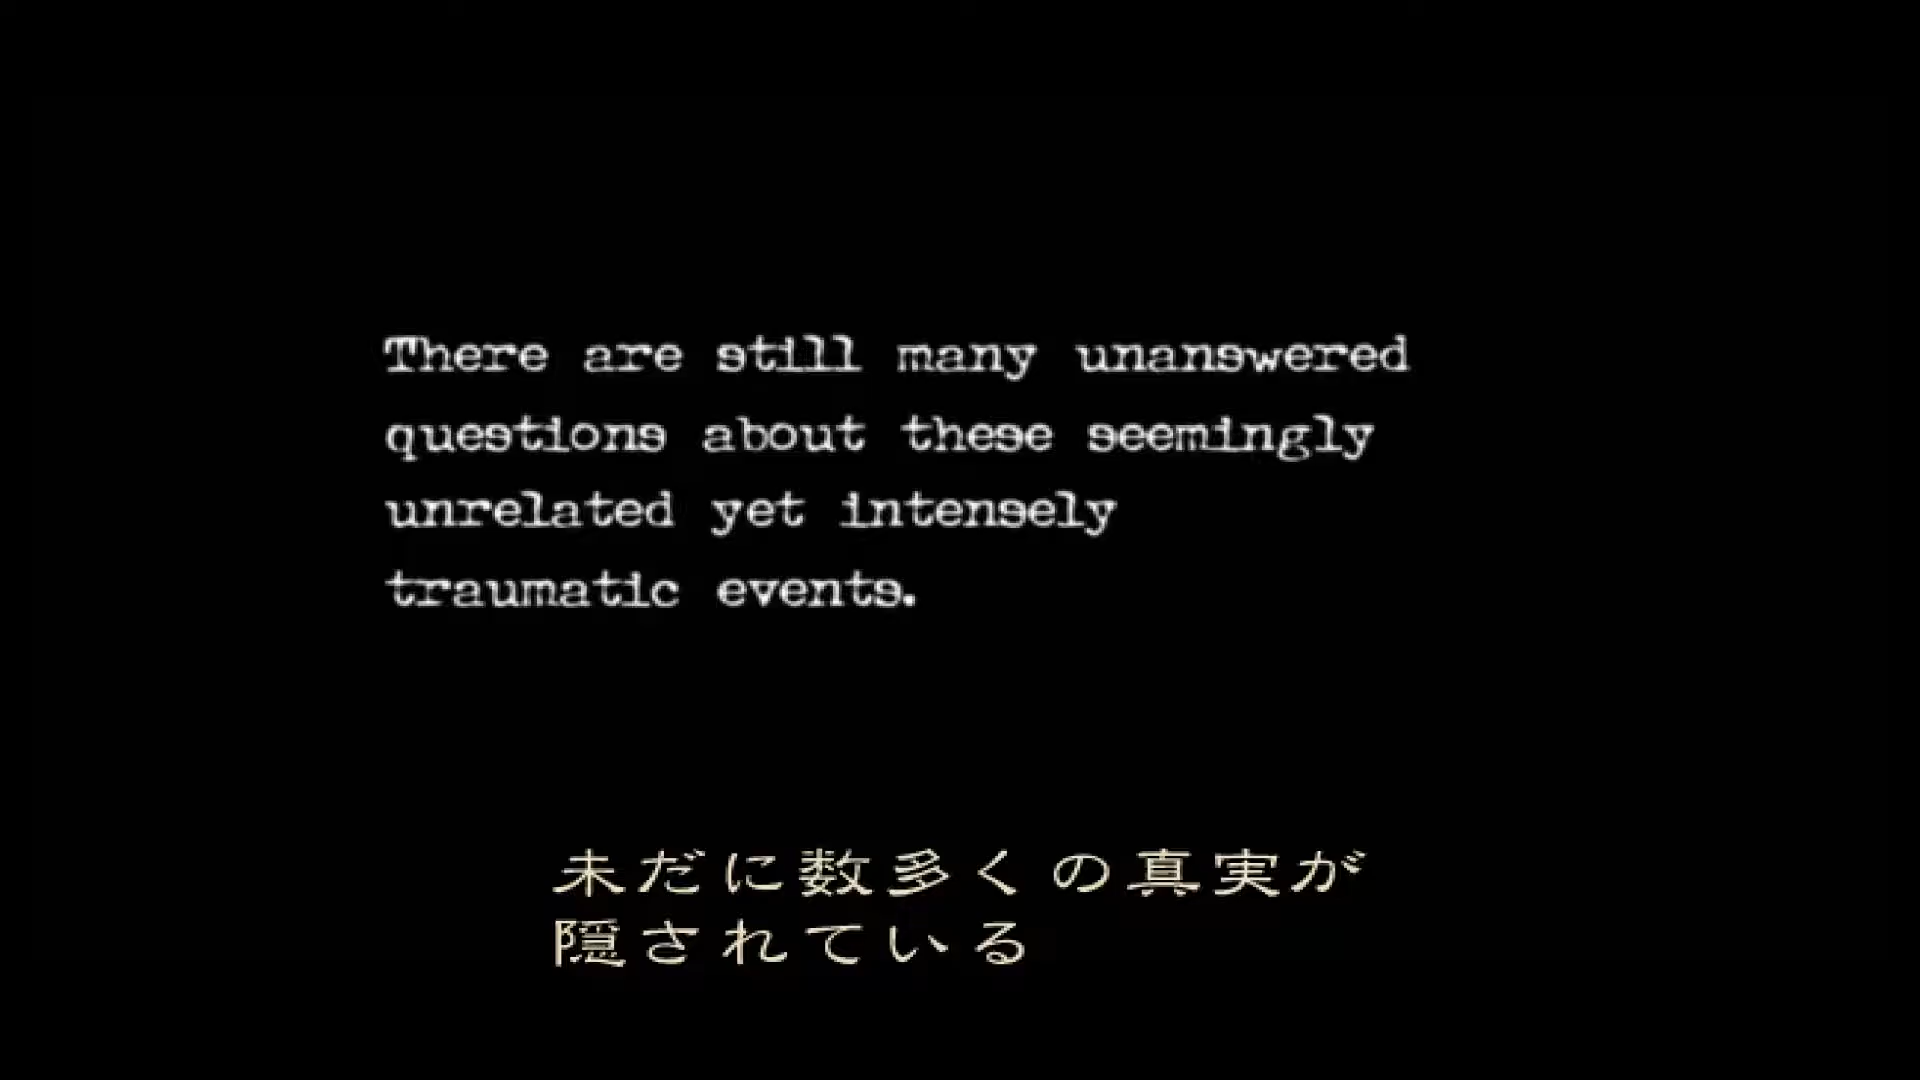 There are still many unanswered
questions about these seemingly
unrelated yet intensely
traumatic events.
未だに数多くの真実が
隠されている